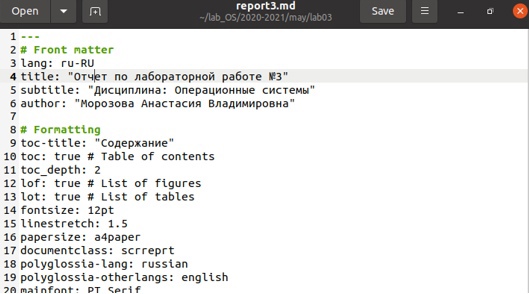 Open
report3.md
~/lab_OS/2020-2021/may/lab03
Save
1 ---
2 # Front matter
3 lang: ru-RU
4 title: "Отчет по лабораторной работе №3"
5 subtitle: "Дисциплина: Операционные системы"
6 author: "Морозова Анастасия Владимировна"
7
8 # Formatting
9 toc-title: "Содержание"
10 toc: true # Table of contents
11 toc_depth: 2
12 lof: true # List of figures
13 lot: true # List of tables
14 fontsize: 12pt
15 linestretch: 1.5
16 papersize: a4paper
17 documentclass: scrreprt
18 polyglossia-lang: russian
19 polyglossia-otherlangs: english
20 mainfont: PT Serif